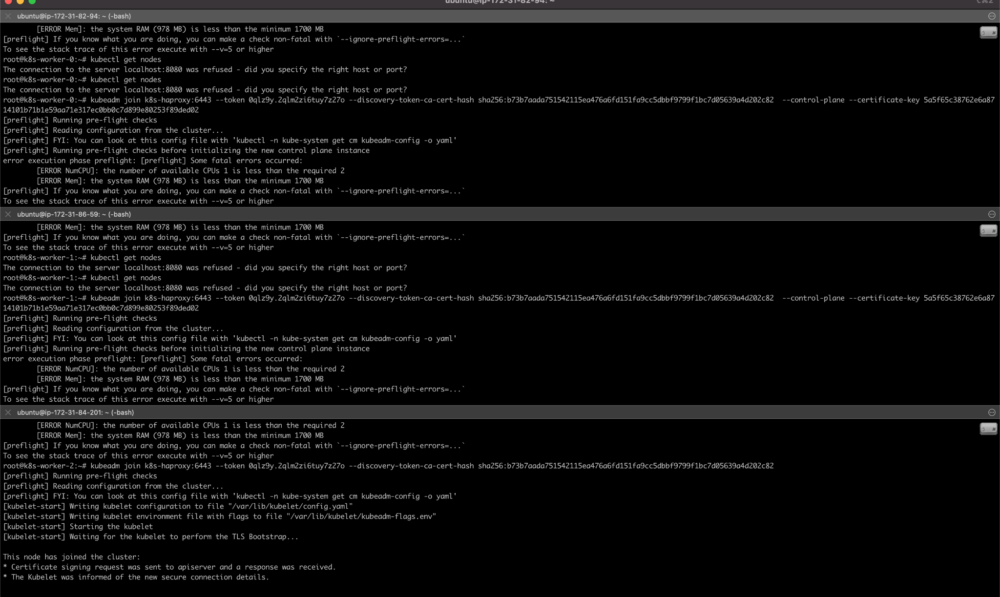 ubuntu@ip-172-31-82-94: ~
ubuntu@ip-172-31-82-94: ~ (-bash)
[ERROR Mem]: the system RAM (978 MB) is less than the minimum 1700 MB
[preflight] If you know what you are doing, you can make a check non-fatal with `--ignore-preflight-errors=...`
To see the stack trace of this error execute with --v=5 or higher
root@k8s-worker-0:~# kubectl get nodes
The connection to the server localhost:8080 was refused - did you specify the right host or port?
root@k8s-worker-0:~# kubectl get nodes
The connection to the server localhost:8080 was refused - did you specify the right host or port?
root@k8s-worker-0:~# kubeadm join k8s-haproxy:6443 --token 0qlz9y.2qlm2zi6tuy7z27o --discovery-token-ca-cert-hash sha256:b73b7aada751542115ea476a6fd151fa9cc5dbbf9799f1bc7d05639a4d202c82  --control-plane --certificate-key 5a5f65c38762e6a87
14101b71b1e59aa71e317ec0bb0c7d899e80253f89ded02
[preflight] Running pre-flight checks
[preflight] Reading configuration from the cluster...
[preflight] FYI: You can look at this config file with 'kubectl -n kube-system get cm kubeadm-config -o yaml'
[preflight] Running pre-flight checks before initializing the new control plane instance
error execution phase preflight: [preflight] Some fatal errors occurred:
[ERROR NumCPU]: the number of available CPUs 1 is less than the required 2
[ERROR Mem]: the system RAM (978 MB) is less than the minimum 1700 MB
[preflight] If you know what you are doing, you can make a check non-fatal with `--ignore-preflight-errors=...`
To see the stack trace of this error execute with --v=5 or higher
ubuntu@ip-172-31-86-59: ~ (-bash)
[ERROR Mem]: the system RAM (978 MB) is less than the minimum 1700 MB
[preflight] If you know what you are doing, you can make a check non-fatal with `--ignore-preflight-errors=...`
To see the stack trace of this error execute with --v=5 or higher
root@k8s-worker-1:~# kubectl get nodes
The connection to the server localhost:8080 was refused - did you specify the right host or port?
root@k8s-worker-1:~# kubectl get nodes
The connection to the server localhost:8080 was refused - did you specify the right host or port?
root@k8s-worker-1:~# kubeadm join k8s-haproxy:6443 --token 0qlz9y.2qlm2zi6tuy7z27o --discovery-token-ca-cert-hash sha256:b73b7aada751542115ea476a6fd151fa9cc5dbbf9799f1bc7d05639a4d202c82  --control-plane --certificate-key 5a5f65c38762e6a87
14101b71b1e59aa71e317ec0bb0c7d899e80253f89ded02
[preflight] Running pre-flight checks
[preflight] Reading configuration from the cluster...
[preflight] FYI: You can look at this config file with 'kubectl -n kube-system get cm kubeadm-config -o yaml'
[preflight] Running pre-flight checks before initializing the new control plane instance
error execution phase preflight: [preflight] Some fatal errors occurred:
[ERROR NumCPU]: the number of available CPUs 1 is less than the required 2
[ERROR Mem]: the system RAM (978 MB) is less than the minimum 1700 MB
[preflight] If you know what you are doing, you can make a check non-fatal with `--ignore-preflight-errors=...`
To see the stack trace of this error execute with --v=5 or higher
ubuntu@ip-172-31-84-201: ~ (-bash)
[ERROR NumCPU]: the number of available CPUs 1 is less than the required 2
[ERROR Mem]: the system RAM (978 MB) is less than the minimum 1700 MB
[preflight] If you know what you are doing, you can make a check non-fatal with `--ignore-preflight-errors=...`
To see the stack trace of this error execute with --v=5 or higher
root@k8s-worker-2:~# kubeadm join k8s-haproxy:6443 --token 0qlz9y.2qlm2zi6tuy7z27o --discovery-token-ca-cert-hash sha256:b73b7aada751542115ea476a6fd151fa9cc5dbbf9799f1bc7d05639a4d202c82
[preflight] Running pre-flight checks
[preflight] Reading configuration from the cluster...
[preflight] FYI: You can look at this config file with 'kubectl -n kube-system get cm kubeadm-config -o yaml'
[kubelet-start] Writing kubelet configuration to file "/var/lib/kubelet/config.yaml"
[kubelet-start] Writing kubelet environment file with flags to file "/var/lib/kubelet/kubeadm-flags.env"
[kubelet-start] Starting the kubelet
[kubelet-start] Waiting for the kubelet to perform the TLS Bootstrap...
This node has joined the cluster:
* Certificate signing request was sent to apiserver and a response was received.
* The Kubelet was informed of the new secure connection details.